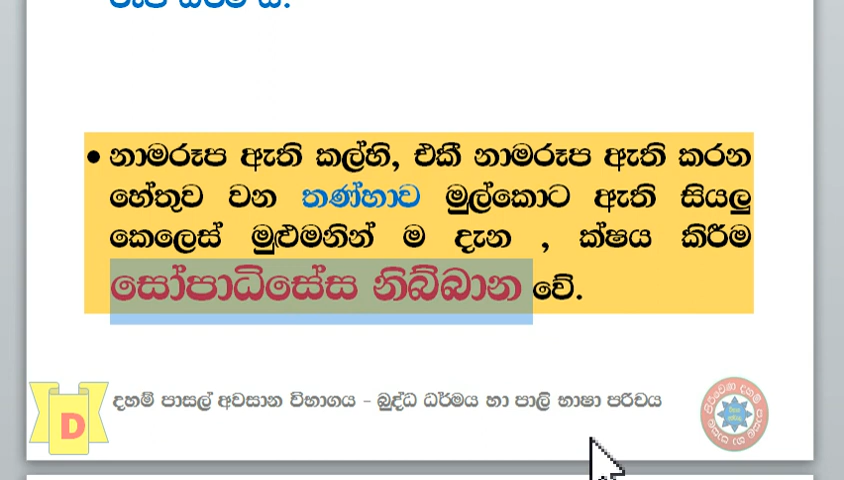 • නාමරූප ඇති කල්හි, එකී නාමරූප ඇති කරන
හේතුව වන තණ්හාව මුල්කොට ඇති සියලු
කෙලෙස් මුළුමනින් ම දැන , ක්ෂය කිරීම
සෝපාධිසේස නිබ්බාන වේ.
D
දහම් පාසල් අවසාන විභාගය - බුද්ධ ධර්මය හා පාලි භාෂා පරිචය